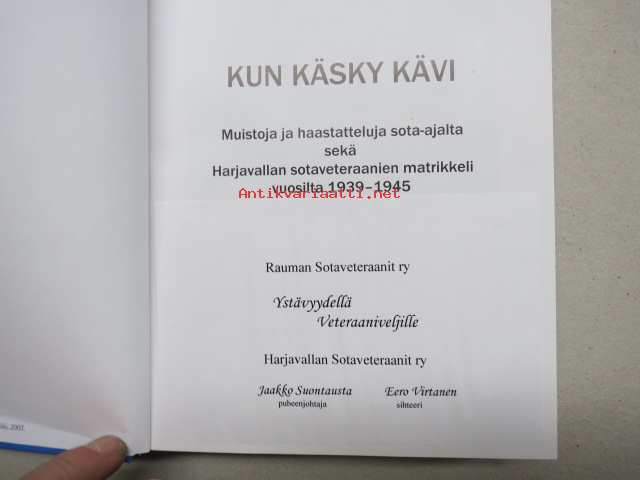 KUN KÄSKY KÄVI
Muistoja ja haastatteluja sota-ajalta
sekä
Harjavallan sotaveteraanien matrikkeli
vuosilta 1939–1945
Antikvariaatti.net
Rauman Sotaveteraanit ry
Ystävyydellä
Veteraaniveljille
Harjavallan Sotaveteraanit ry
Jaakko Suontausta Eero Virtanen
puheenjohtaja sihteeri
2001.